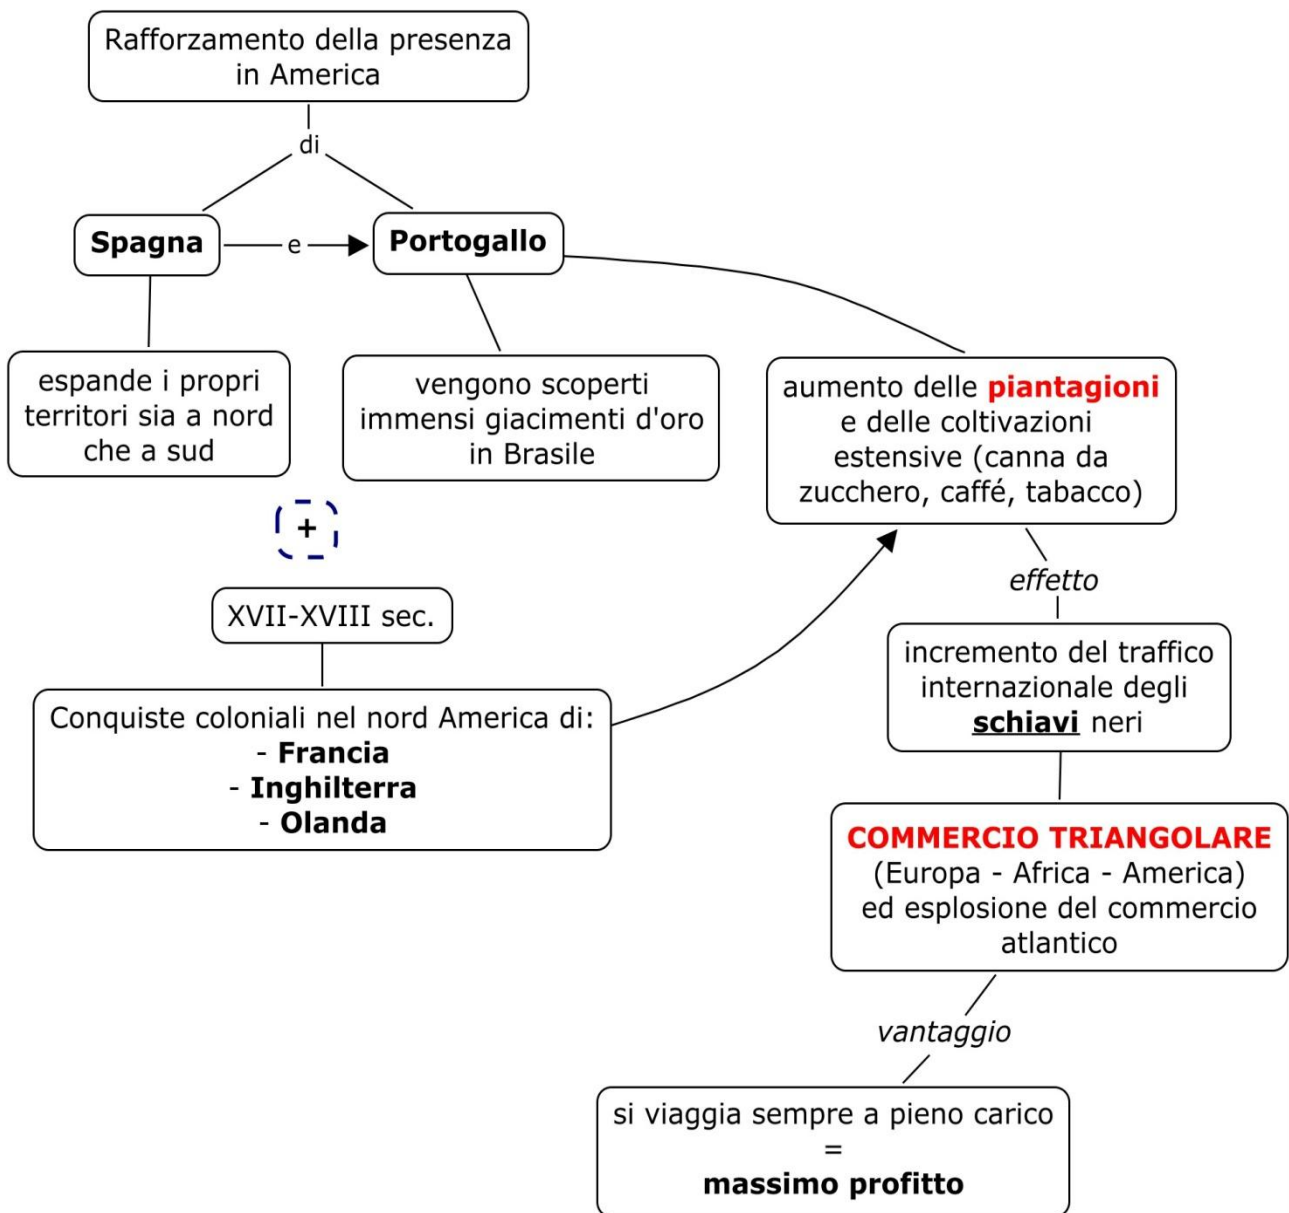 Rafforzamento della presenza
in America
di
Spagna
e
Portogallo
espande i propri
territori sia a nord
che a sud
vengono scoperti
immensi giacimenti d'oro
in Brasile
aumento delle piantagioni
e delle coltivazioni
estensive (canna da
zucchero, caffé, tabacco)
+
XVII-XVIII sec.
Conquiste coloniali nel nord America di:
- Francia
- Inghilterra
- Olanda
effetto
incremento del traffico
internazionale degli
schiavi neri
COMMERCIO TRIANGOLARE
(Europa - Africa - America)
ed esplosione del commercio
atlantico
vantaggio
si viaggia sempre a pieno carico
=
massimo profitto